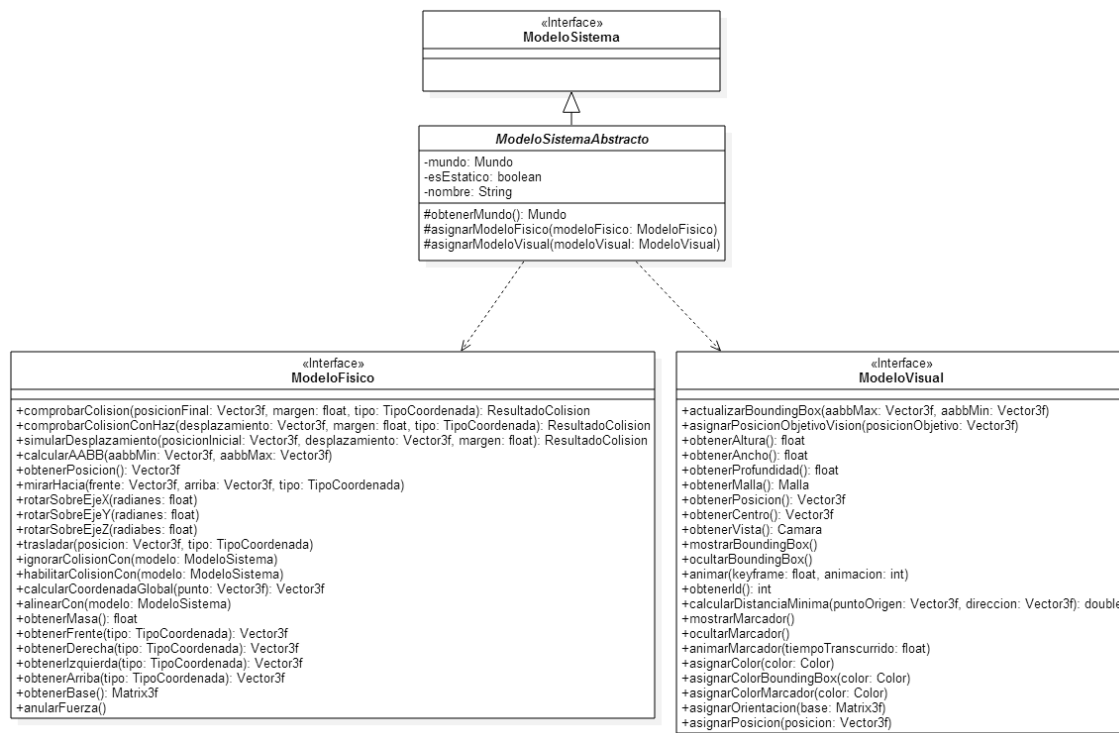 «Interface»
ModeloSistema
ModeloSistemaAbstracto
-mundo: Mundo
-esEstatico: boolean
-nombre: String
#obtenerMundo(): Mundo
#asignarModeloFisico(modeloFisico: ModeloFisico)
#asignarModeloVisual(modeloVisual: ModeloVisual)
«Interface»
ModeloFisico
+comprobarColision(posicionFinal: Vector3f, margen: float, tipo: TipoCoordenada): ResultadoColision
+comprobarColisionConHaz(desplazamiento: Vector3f, margen: float, tipo: TipoCoordenada): ResultadoColision
+simularDesplazamiento(posicionInicial: Vector3f, desplazamiento: Vector3f, margen: float): ResultadoColision
+calcularAABB(aabbMin: Vector3f, aabbMax: Vector3f)
+obtenerPosicion(): Vector3f
+mirarHacia(frente: Vector3f, arriba: Vector3f, tipo: TipoCoordenada)
+rotarSobreEjeX(radianes: float)
+rotarSobreEjeY(radianes: float)
+rotarSobreEjeZ(radiabes: float)
+trasladar(posicion: Vector3f, tipo: TipoCoordenada)
+ignorarColisionCon(modelo: ModeloSistema)
+habilitarColisionCon(modelo: ModeloSistema)
+calcularCoordenadaGlobal(punto: Vector3f): Vector3f
+alinearCon(modelo: ModeloSistema)
+obtenerMasa(): float
+obtenerFrente(tipo: TipoCoordenada): Vector3f
+obtenerDerecha(tipo: TipoCoordenada): Vector3f
+obtenerIzquierda(tipo: TipoCoordenada): Vector3f
+obtenerArriba(tipo: TipoCoordenada): Vector3f
+obtenerBase(): Matrix3f
+anularFuerza()
«Interface»
ModeloVisual
+actualizarBoundingBox(aabbMax: Vector3f, aabbMin: Vector3f)
+asignarPosicionObjetivoVision(posicionObjetivo: Vector3f)
+obtenerAltura(): float
+obtenerAncho(): float
+obtenerProfundidad(): float
+obtenerMalla(): Malla
+obtenerPosicion(): Vector3f
+obtenerCentro(): Vector3f
+obtenerVista(): Camara
+mostrarBoundingBox()
+ocultarBoundingBox()
+animar(keyframe: float, animacion: int)
+obtenerId(): int
+calcularDistanciaMinima(puntoOrigen: Vector3f, direccion: Vector3f): double
+mostrarMarcador()
+ocultarMarcador()
+animarMarcador(tiempoTranscurrido: float)
+asignarColor(color: Color)
+asignarColorBoundingBox(color: Color)
+asignarColorMarcador(color: Color)
+asignarOrientacion(base: Matrix3f)
+asignarPosicion(posicion: Vector3f)